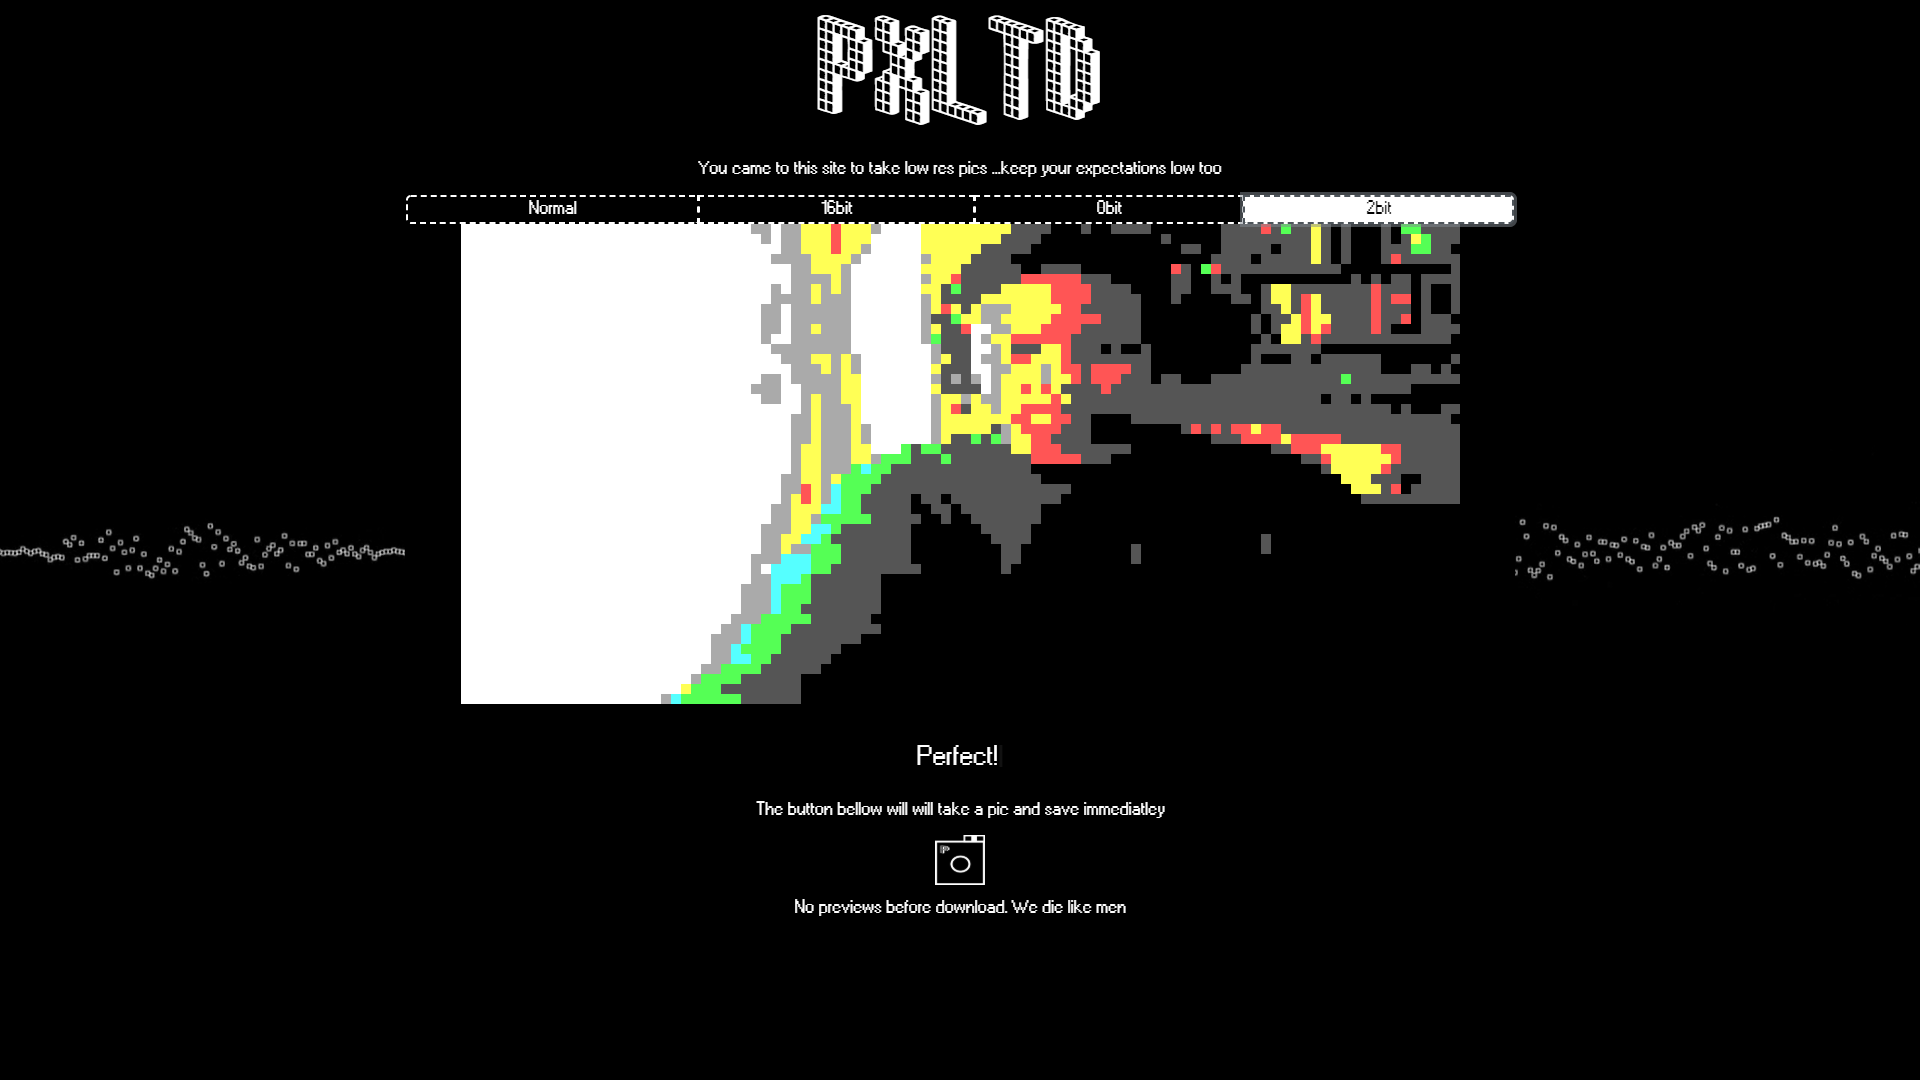 PXLTD
You came to this site to take low res pics ...keep your expectations low too
Normal 16bit 0bit 2bit
Perfect!
The button bellow will will take a pic and save immediatley
P
No previews before download. We die like men